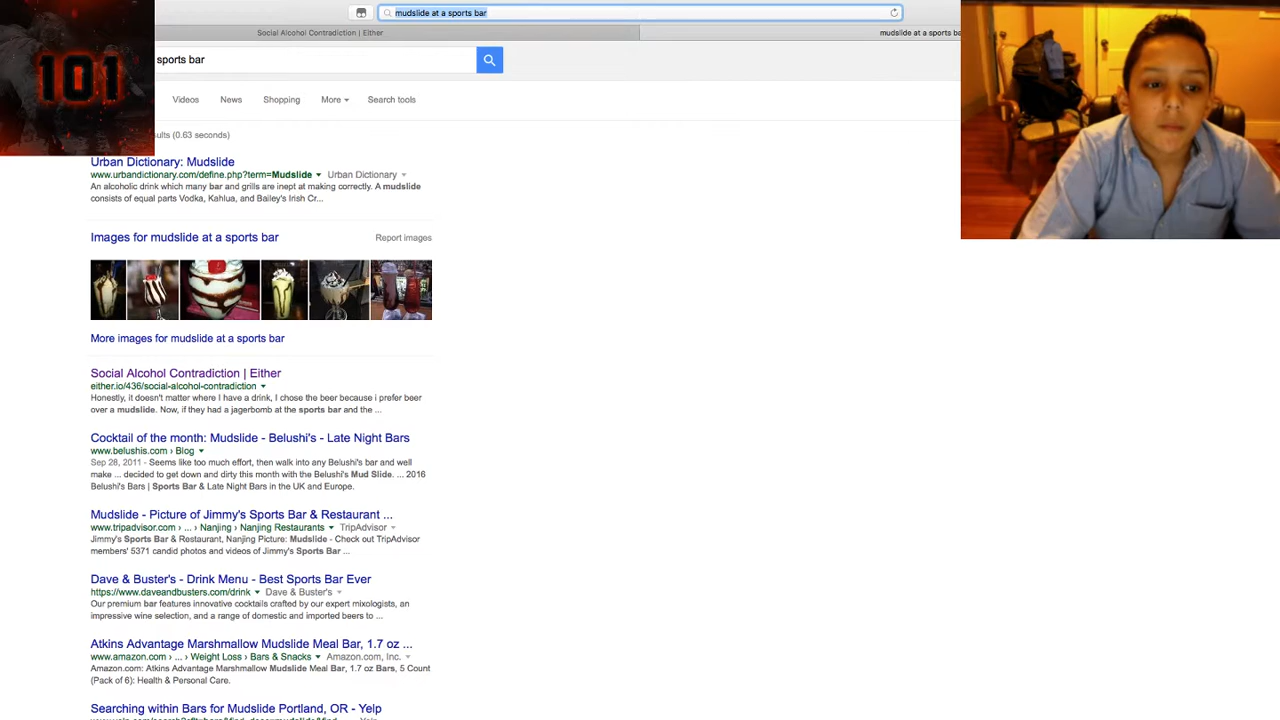 mudslide at a sports bar
Social Alcohol Contradiction | Either
mudslide at a sports ba
101
sports bar
Videos News Shopping More Search tools
ults (0.63 seconds)
Urban Dictionary: Mudslide
www.urbandictionary.com/define.php?term=Mudslide Urban Dictionary
An alcoholic drink which many bar and grills are inept at making correctly. A mudslide
consists of equal parts Vodka, Kahlua, and Bailey's Irish Cr...
Images for mudslide at a sports bar Report images
More images for mudslide at a sports bar
Social Alcohol Contradiction | Either
either.io/436/social-alcohol-contradiction
Honestly, it doesn't matter where I have a drink, I chose the beer because i prefer beer
over a mudslide. Now, if they had a jagerbomb at the sports bar and the ...
Cocktail of the month: Mudslide - Belushi's - Late Night Bars
www.belushis.com › Blog
Sep 28, 2011 - Seems like too much effort, then walk into any Belushi's bar and well
make ... decided to get down and dirty this month with the Belushi's Mud Slide. ... 2016
Belushi's Bars | Sports Bar & Late Night Bars in the UK and Europe.
Mudslide - Picture of Jimmy's Sports Bar & Restaurant ...
www.tripadvisor.com › ... › Nanjing › Nanjing Restaurants TripAdvisor
Jimmy's Sports Bar & Restaurant, Nanjing Picture: Mudslide - Check out TripAdvisor
members' 5371 candid photos and videos of Jimmy's Sports Bar ...
Dave & Buster's - Drink Menu - Best Sports Bar Ever
https://www.daveandbusters.com/drink Dave & Buster's
Our premium bar features innovative cocktails crafted by our expert mixologists, an
impressive wine selection, and a range of domestic and imported beers to ...
Atkins Advantage Marshmallow Mudslide Meal Bar, 1.7 oz ...
www.amazon.com › ... › Weight Loss › Bars & Snacks Amazon.com, Inc.
Amazon.com: Atkins Advantage Marshmallow Mudslide Meal Bar, 1.7 oz Bars, 5 Count
(Pack of 6): Health & Personal Care.
Searching within Bars for Mudslide Portland, OR - Yelp